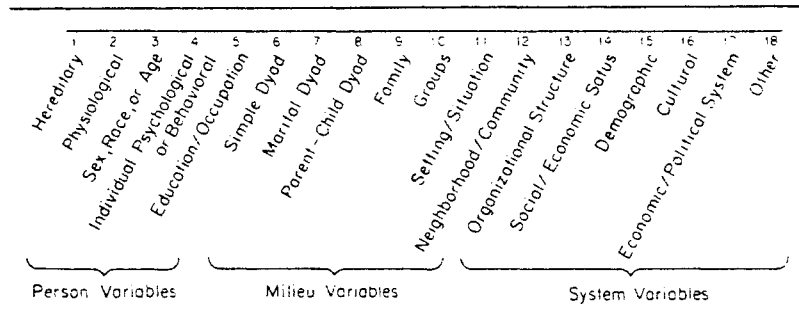 1 2 3 4 5 6 7 8 9 10 11 12 13 14 15 16 17 18
Hereditary
Physiological
Sex, Race, or Age
Individual Psychological
or Behavioral
Education/Occupation
Simple Dyad
Marital Dyad
Parent-Child Dyad
Family
Groups
Setting/Situation
Neighborhood/Community
Organizational Structure
Social/Economic Salus
Demographic
Cultural
Economic/Political System
Other
Person Variables
Milieu Variables
System Variables